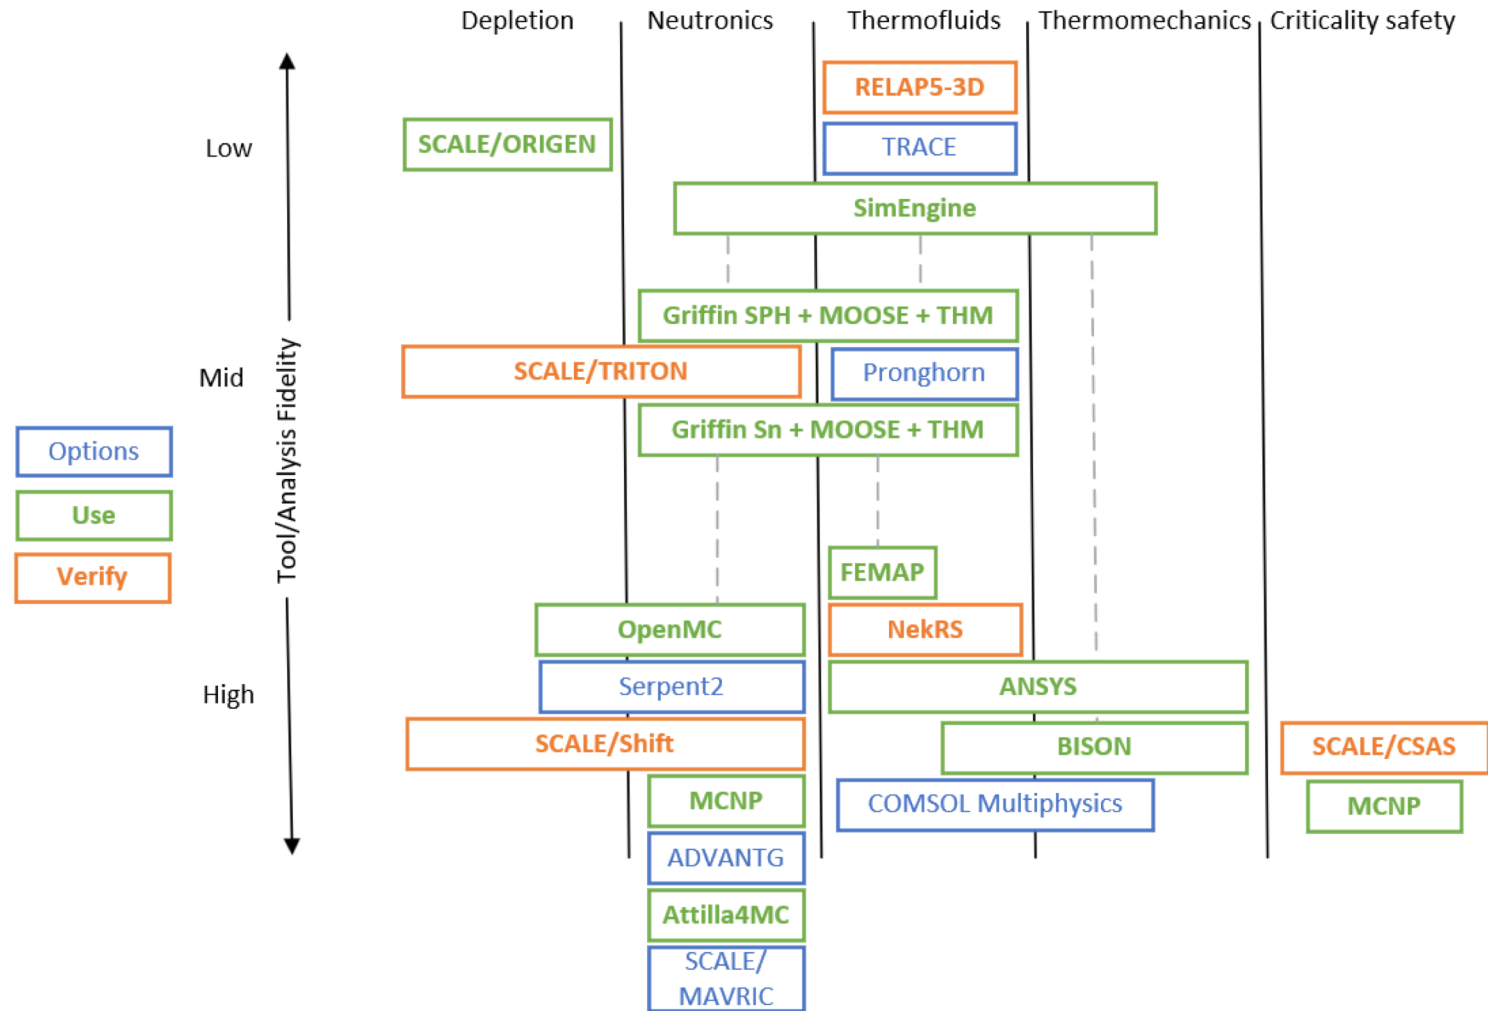 Depletion
Neutronics
Thermofluids
Thermomechanics
Criticality safety
Low
Mid
High
Tool/Analysis Fidelity
Options
Use
Verify
RELAP5-3D
SCALE/ORIGEN
TRACE
SimEngine
Griffin SPH + MOOSE + THM
SCALE/TRITON
Pronghorn
Griffin Sn + MOOSE + THM
FEMAP
OpenMC
NekRS
Serpent2
ANSYS
SCALE/Shift
BISON
SCALE/CSAS
MCNP
COMSOL Multiphysics
MCNP
ADVANTG
Attilla4MC
SCALE/
MAVRIC